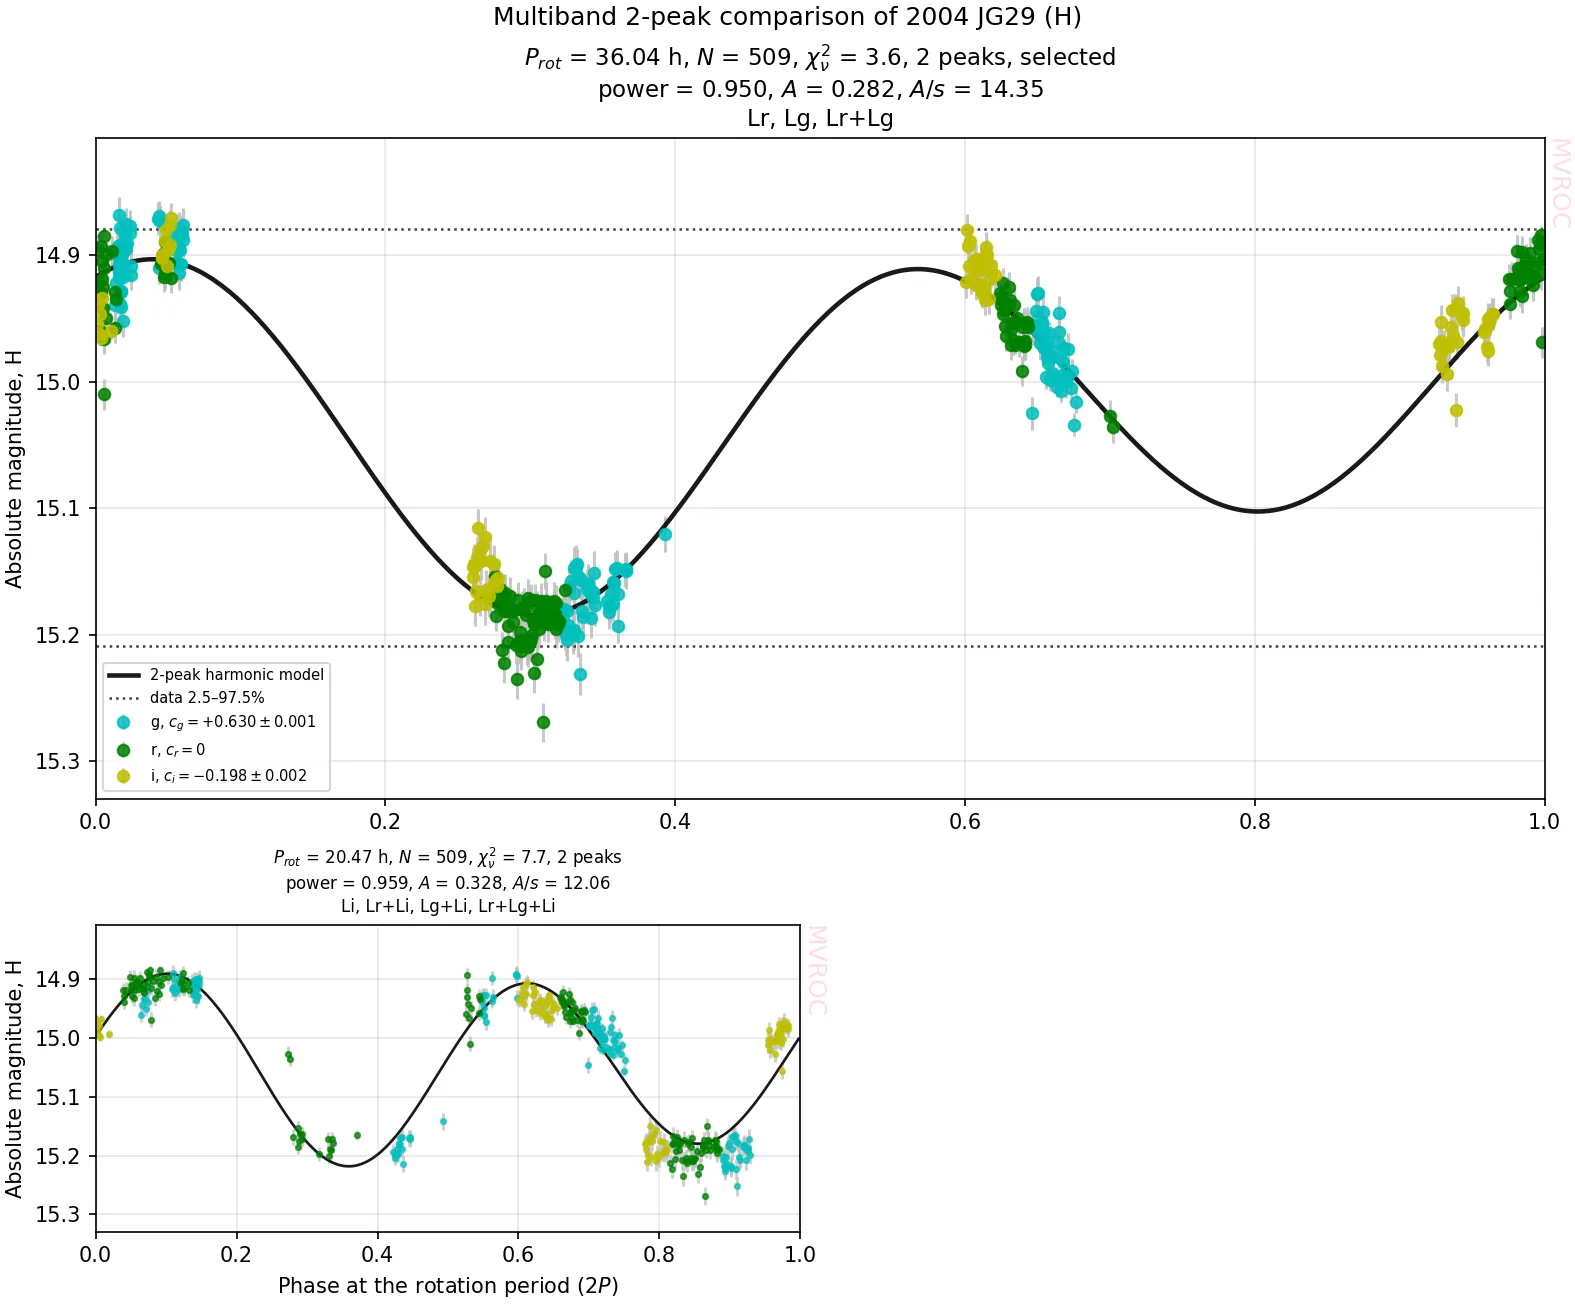 Multiband 2-peak comparison of 2004 JG29 (H)
P_rot = 36.04 h, N = 509, χ²_ν = 3.6, 2 peaks, selected
power = 0.950, A = 0.282, A/s = 14.35
Lr, Lg, Lr+Lg
MVROC
Absolute magnitude, H
14.9
15.0
15.1
15.2
15.3
2-peak harmonic model
data 2.5–97.5%
g, c_g = +0.630 ± 0.001
r, c_r = 0
i, c_i = −0.198 ± 0.002
0.0 0.2 0.4 0.6 0.8 1.0
P_rot = 20.47 h, N = 509, χ²_ν = 7.7, 2 peaks
power = 0.959, A = 0.328, A/s = 12.06
Li, Lr+Li, Lg+Li, Lr+Lg+Li
MVROC
Absolute magnitude, H
14.9
15.0
15.1
15.2
15.3
0.0 0.2 0.4 0.6 0.8 1.0
Phase at the rotation period (2P)